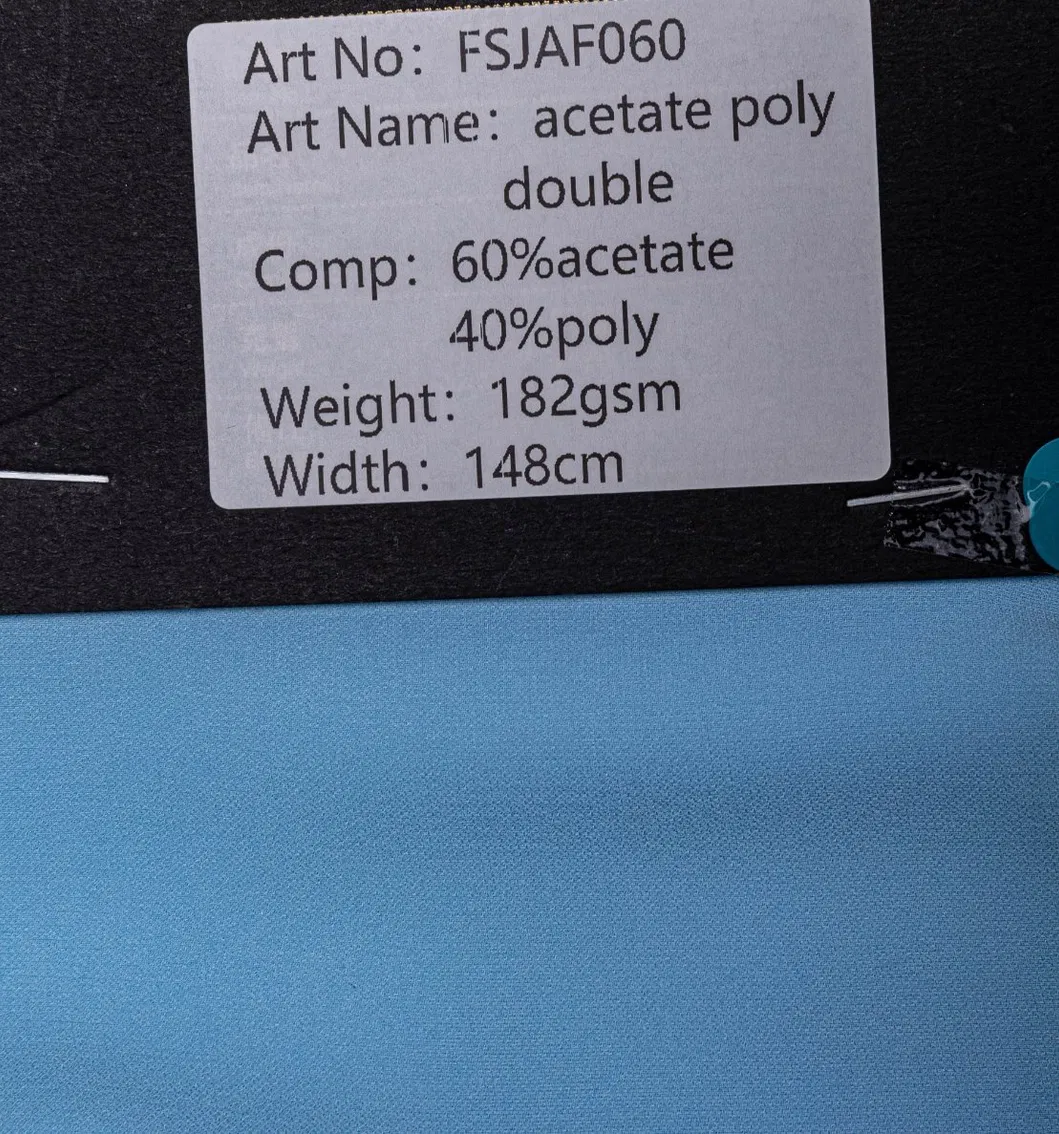 Art No: FSJAF060
Art Name: acetate poly
double
Comp: 60%acetate
40%poly
Weight: 182gsm
Width: 148cm